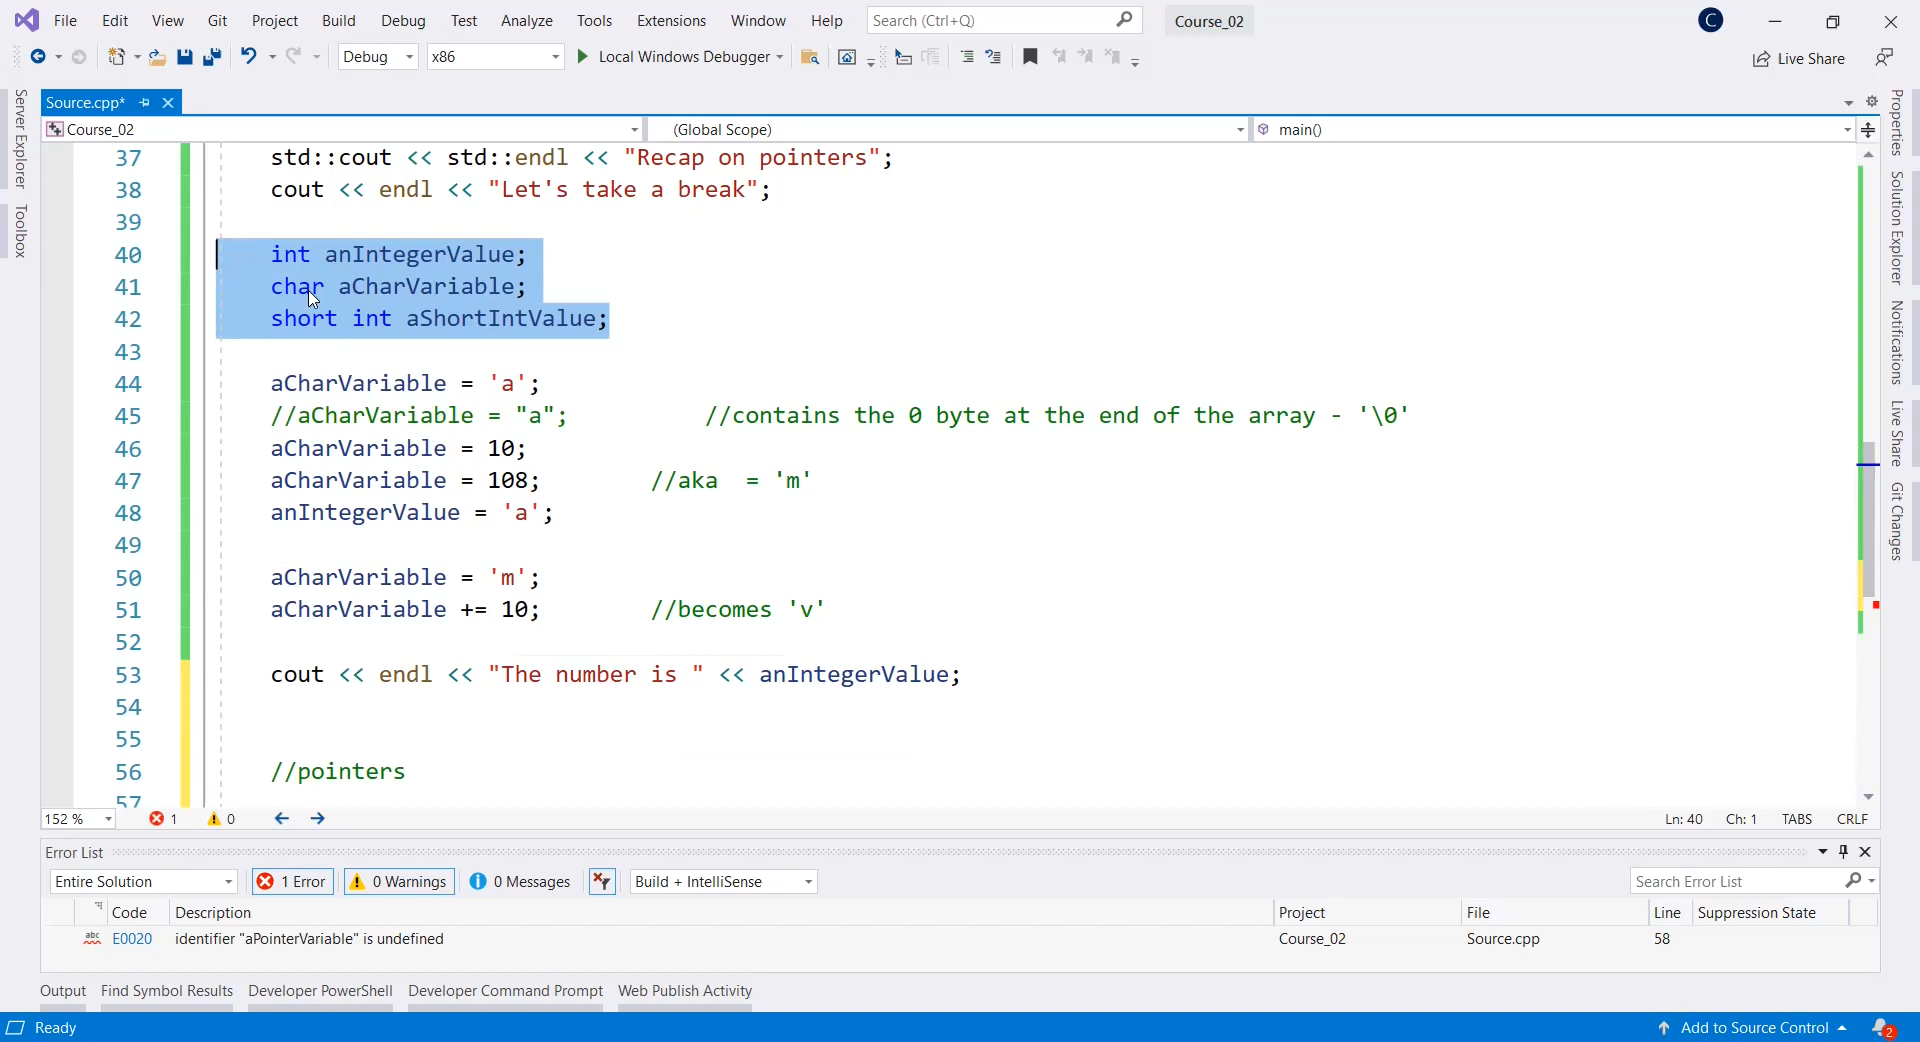 File Edit View Git Project Build Debug Test Analyze Tools Extensions Window Help Search (Ctrl+Q) Course_02 C
Debug x86 Local Windows Debugger Live Share
Source.cpp*
Course_02 (Global Scope) main()
Server Explorer
Toolbox
37 std::cout << std::endl << "Recap on pointers";
38 cout << endl << "Let's take a break";
39
40 int anIntegerValue;
41 char aCharVariable;
42 short int aShortIntValue;
43
44 aCharVariable = 'a';
45 //aCharVariable = "a"; //contains the 0 byte at the end of the array - '\0'
46 aCharVariable = 10;
47 aCharVariable = 108; //aka = 'm'
48 anIntegerValue = 'a';
49
50 aCharVariable = 'm';
51 aCharVariable += 10; //becomes 'v'
52
53 cout << endl << "The number is " << anIntegerValue;
54
55
56 //pointers
57
Properties
Solution Explorer
Notifications
Live Share
Git Changes
152 % 1 0 Ln: 40 Ch: 1 TABS CRLF
Error List
Entire Solution 1 Error 0 Warnings 0 Messages Build + IntelliSense Search Error List
Code Description Project File Line Suppression State
abc E0020 identifier "aPointerVariable" is undefined Course_02 Source.cpp 58
Output Find Symbol Results Developer PowerShell Developer Command Prompt Web Publish Activity
Ready Add to Source Control 2